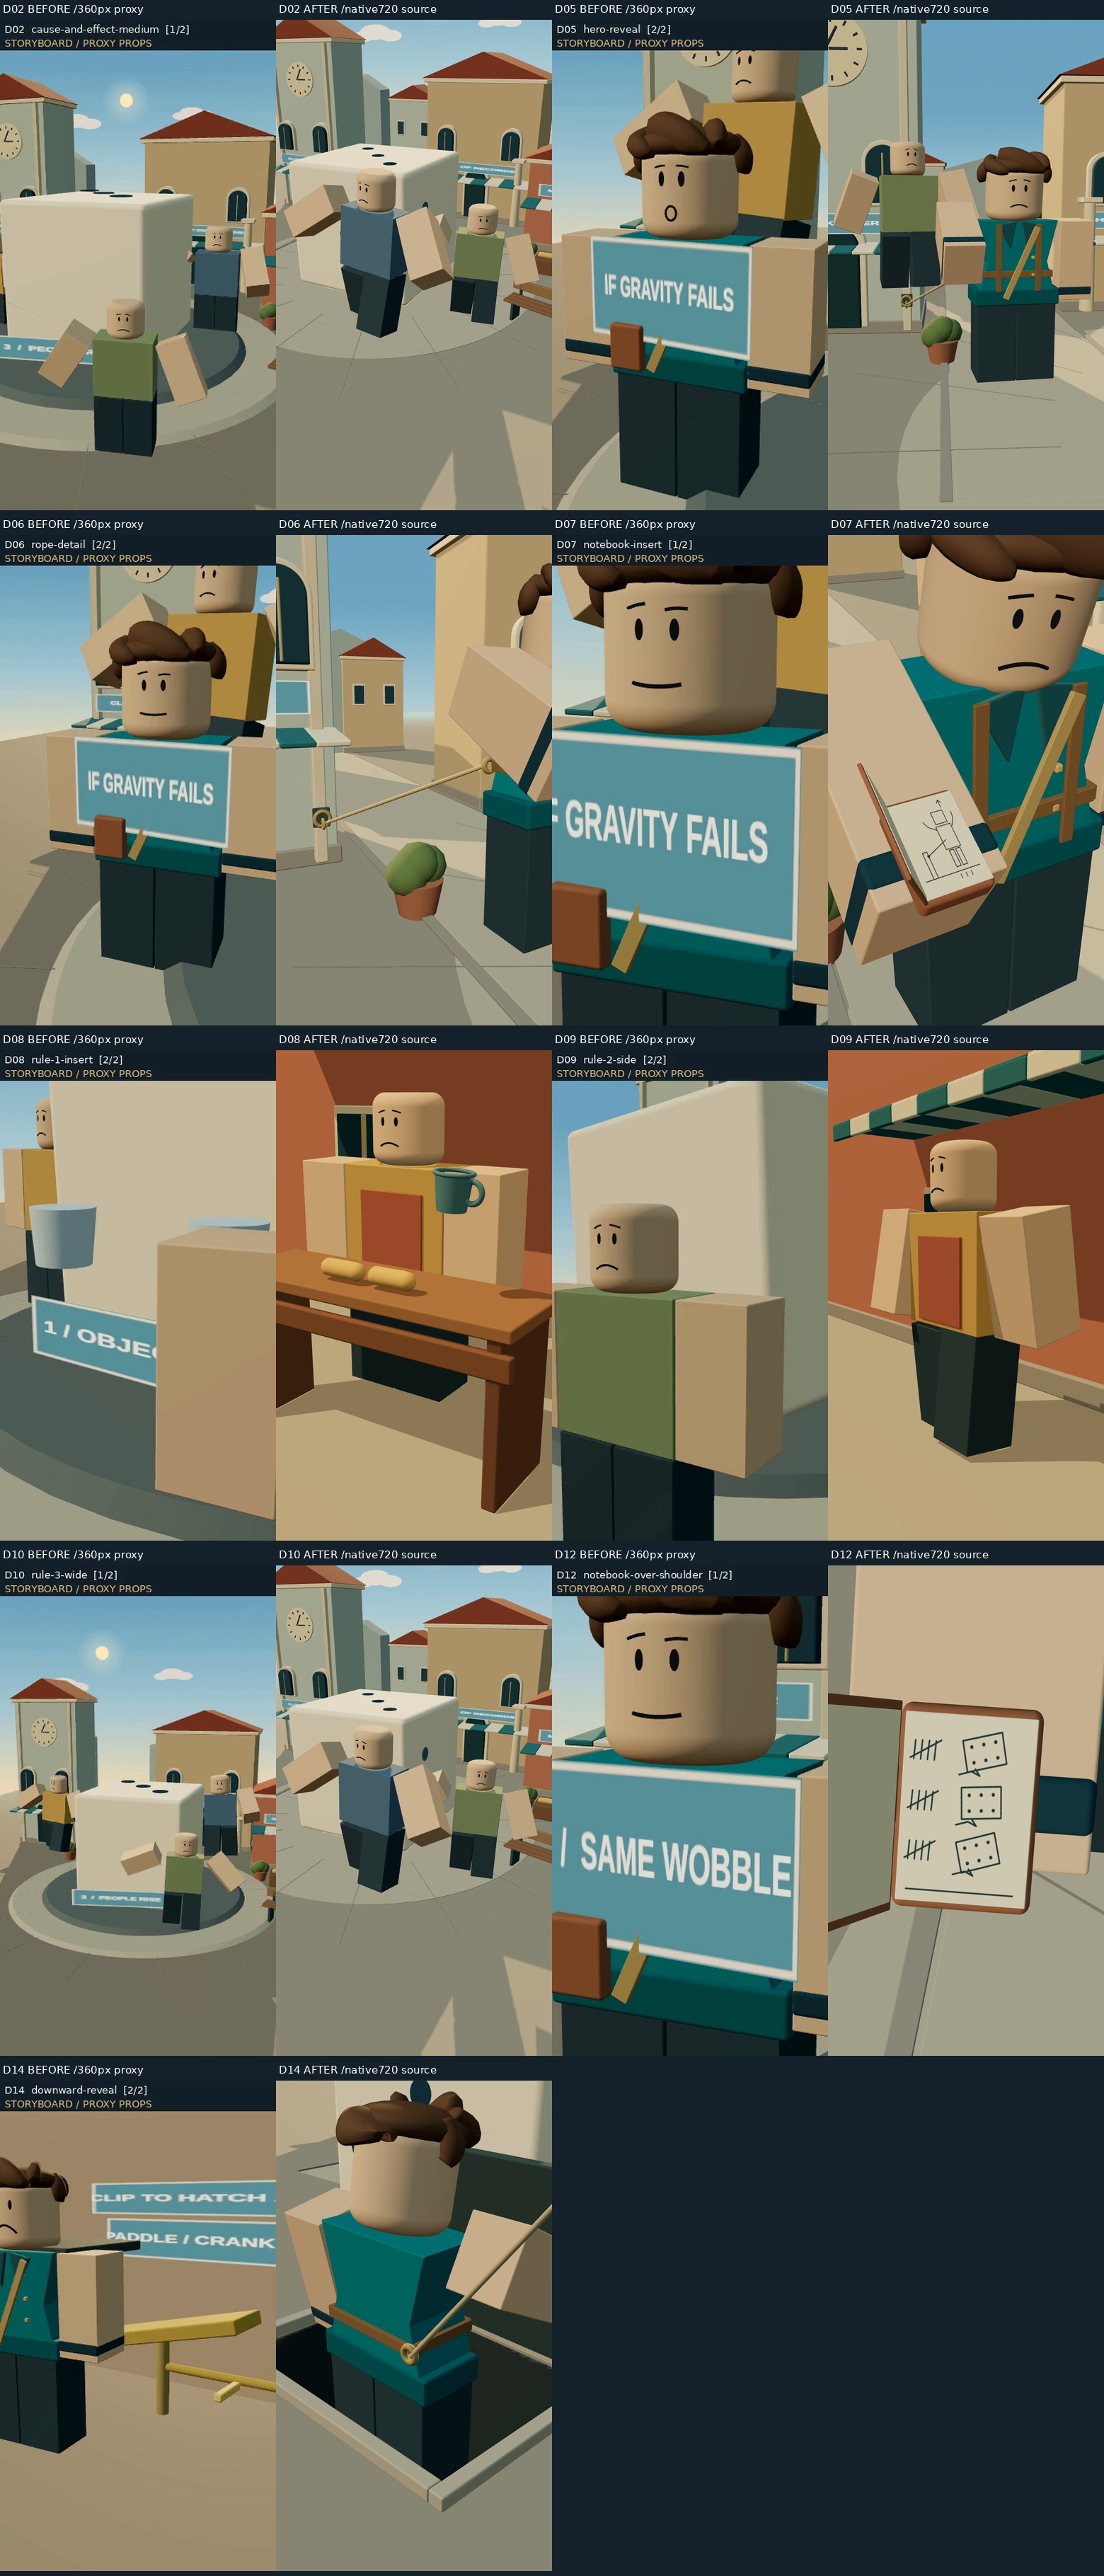 D02 BEFORE /360px proxy
D02 AFTER /native720 source
D05 BEFORE /360px proxy
D05 AFTER /native720 source
D02 cause-and-effect-medium [1/2]
STORYBOARD / PROXY PROPS
D05 hero-reveal [2/2]
STORYBOARD / PROXY PROPS
3 / PEO
OF RECORDS
IF GRAVITY FAILS
D06 BEFORE /360px proxy
D06 AFTER /native720 source
D07 BEFORE /360px proxy
D07 AFTER /native720 source
D06 rope-detail [2/2]
STORYBOARD / PROXY PROPS
D07 notebook-insert [1/2]
STORYBOARD / PROXY PROPS
CL
IF GRAVITY FAILS
F GRAVITY FAILS
D08 BEFORE /360px proxy
D08 AFTER /native720 source
D09 BEFORE /360px proxy
D09 AFTER /native720 source
D08 rule-1-insert [2/2]
STORYBOARD / PROXY PROPS
D09 rule-2-side [2/2]
STORYBOARD / PROXY PROPS
1 / OBJEC
D10 BEFORE /360px proxy
D10 AFTER /native720 source
D12 BEFORE /360px proxy
D12 AFTER /native720 source
D10 rule-3-wide [1/2]
STORYBOARD / PROXY PROPS
D12 notebook-over-shoulder [1/2]
STORYBOARD / PROXY PROPS
3 / PEOPLE RISE
OF RECORDS
/ SAME WOBBLE
D14 BEFORE /360px proxy
D14 AFTER /native720 source
D14 downward-reveal [2/2]
STORYBOARD / PROXY PROPS
CLIP TO HATCH
PADDLE / CRANK